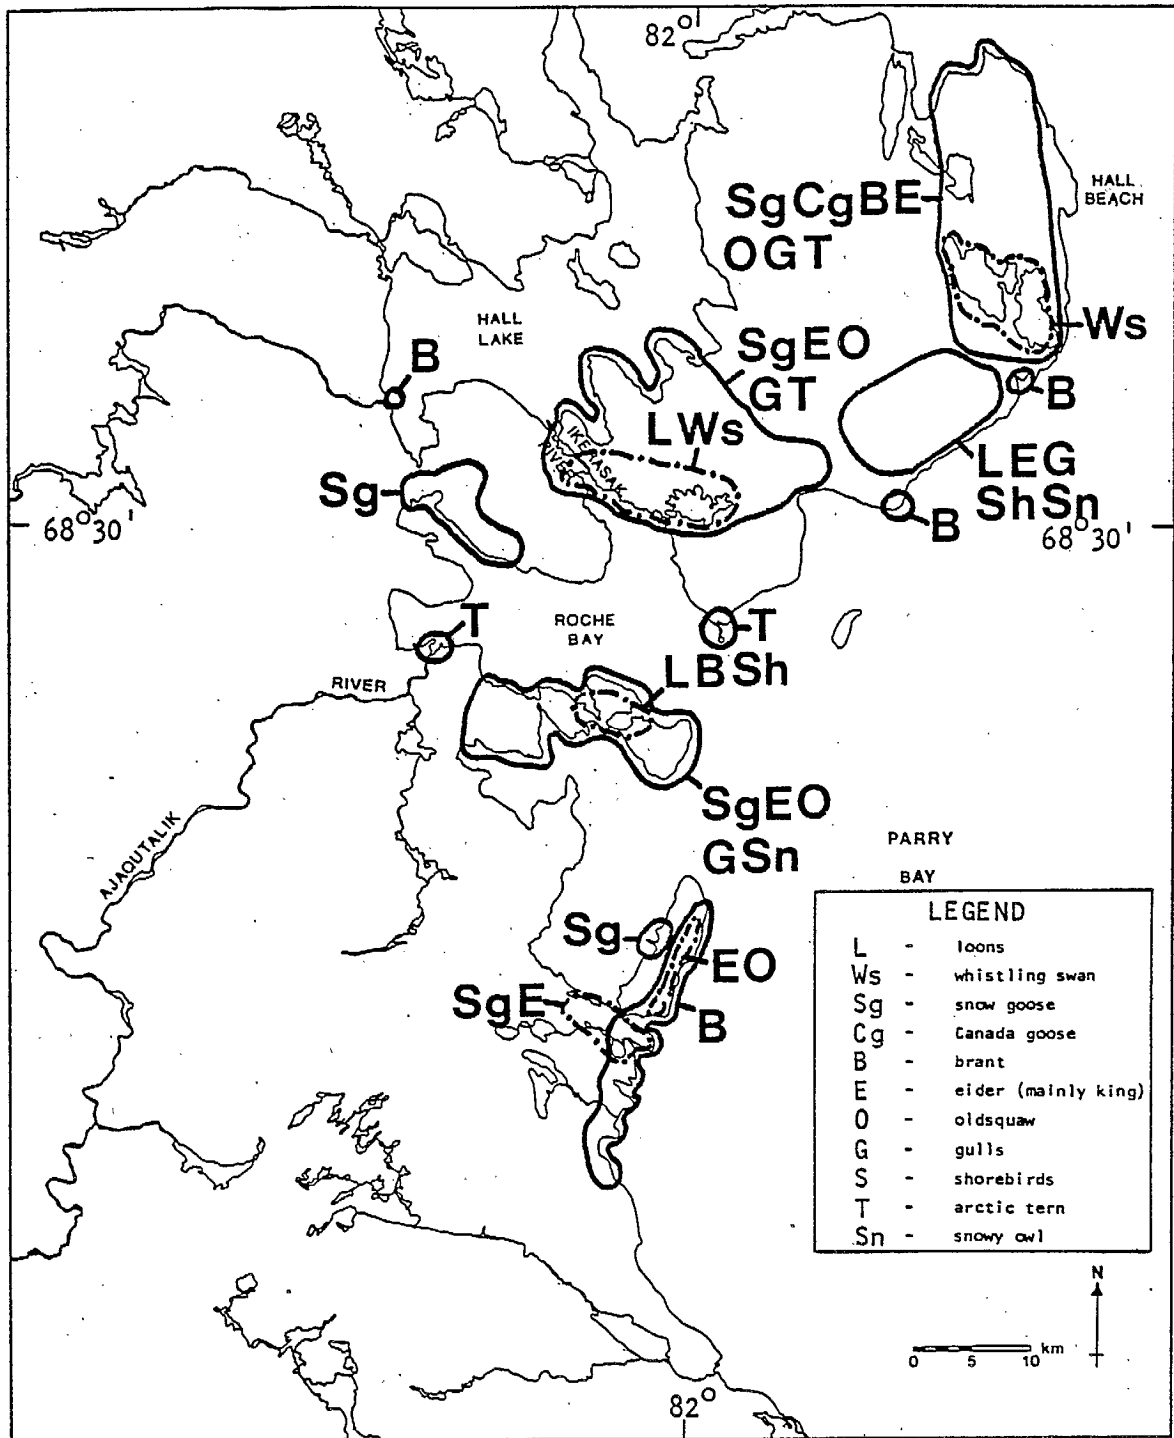 82°
HALL
BEACH
SgCgBE
OGT
Ws
HALL
LAKE
SgEO
GT
B
B
LWs
IKERASAK
RIVER
LEG
ShSn
Sg
B
68°30'
68°30'
T
ROCHE
BAY
T
RIVER
LBSh
SgEO
GSn
AJAQUTALIK
PARRY
BAY
Sg
EO
SgE
B
LEGEND
L - loons
Ws - whistling swan
Sg - snow goose
Cg - Canada goose
B - brant
E - eider (mainly king)
O - oldsquaw
G - gulls
S - shorebirds
T - arctic tern
Sn - snowy owl
N
km
0 5 10
82°